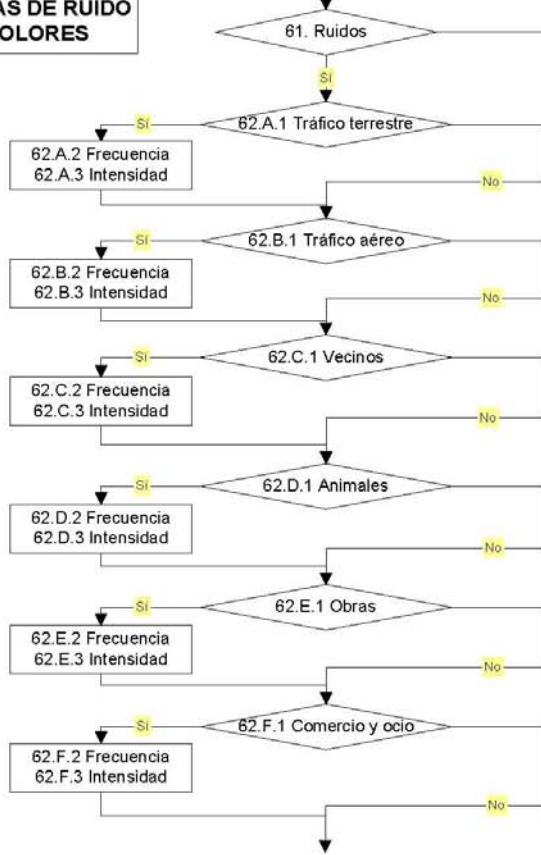 AS DE RUIDO
OLORES
61. Ruidos
Sí
62.A.1 Tráfico terrestre
Sí
62.A.2 Frecuencia
62.A.3 Intensidad
No
62.B.1 Tráfico aéreo
Sí
62.B.2 Frecuencia
62.B.3 Intensidad
No
62.C.1 Vecinos
Sí
62.C.2 Frecuencia
62.C.3 Intensidad
No
62.D.1 Animales
Sí
62.D.2 Frecuencia
62.D.3 Intensidad
No
62.E.1 Obras
Sí
62.E.2 Frecuencia
62.E.3 Intensidad
No
62.F.1 Comercio y ocio
Sí
62.F.2 Frecuencia
62.F.3 Intensidad
No